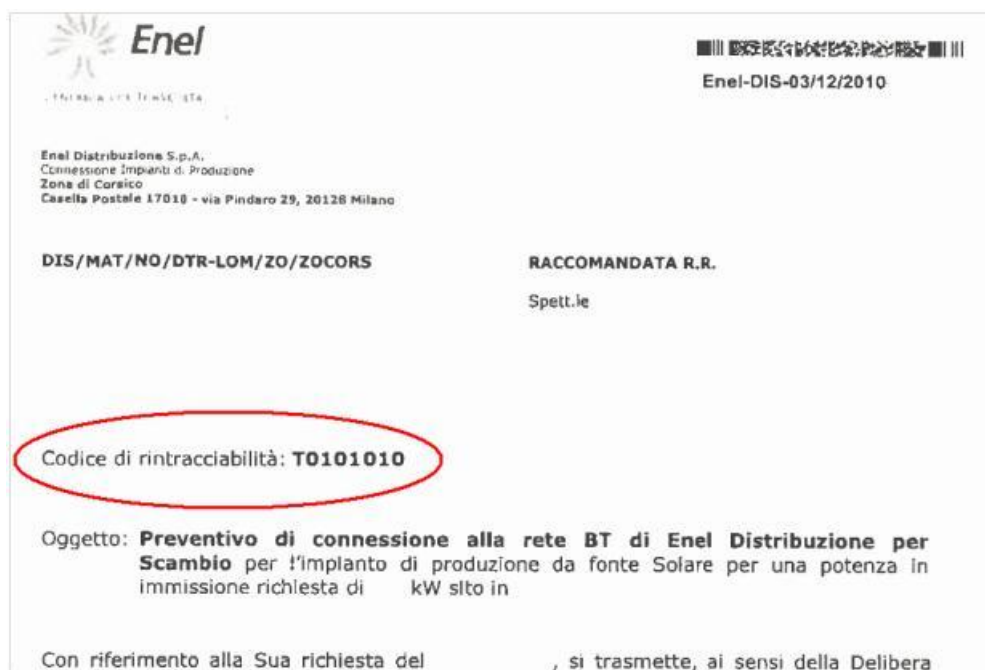 Enel
Enel-DIS-03/12/2010
Enel Distribuzione S.p.A.
Connessione Impianti di Produzione
Zona di Corsico
Casella Postale 17010 - via Pindaro 29, 20128 Milano
DIS/MAT/NO/DTR-LOM/ZO/ZOCORS
RACCOMANDATA R.R.
Spett.le
Codice di rintracciabilità: T0101010
Oggetto: Preventivo di connessione alla rete BT di Enel Distribuzione per
Scambio per l'impianto di produzione da fonte Solare per una potenza in
immissione richiesta di kW sito in
Con riferimento alla Sua richiesta del , si trasmette, ai sensi della Delibera